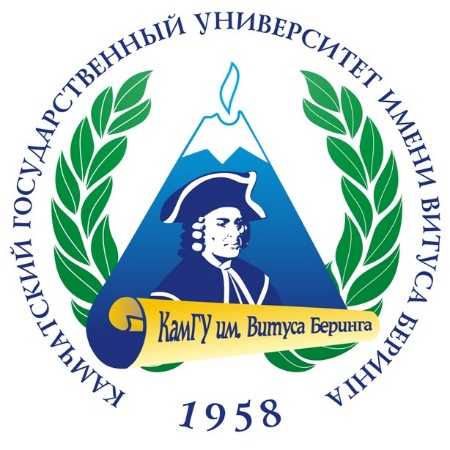 КАМЧАТСКИЙ ГОСУДАРСТВЕННЫЙ УНИВЕРСИТЕТ ИМЕНИ ВИТУСА БЕРИНГА
КамГУ им. Витуса Беринга
1958